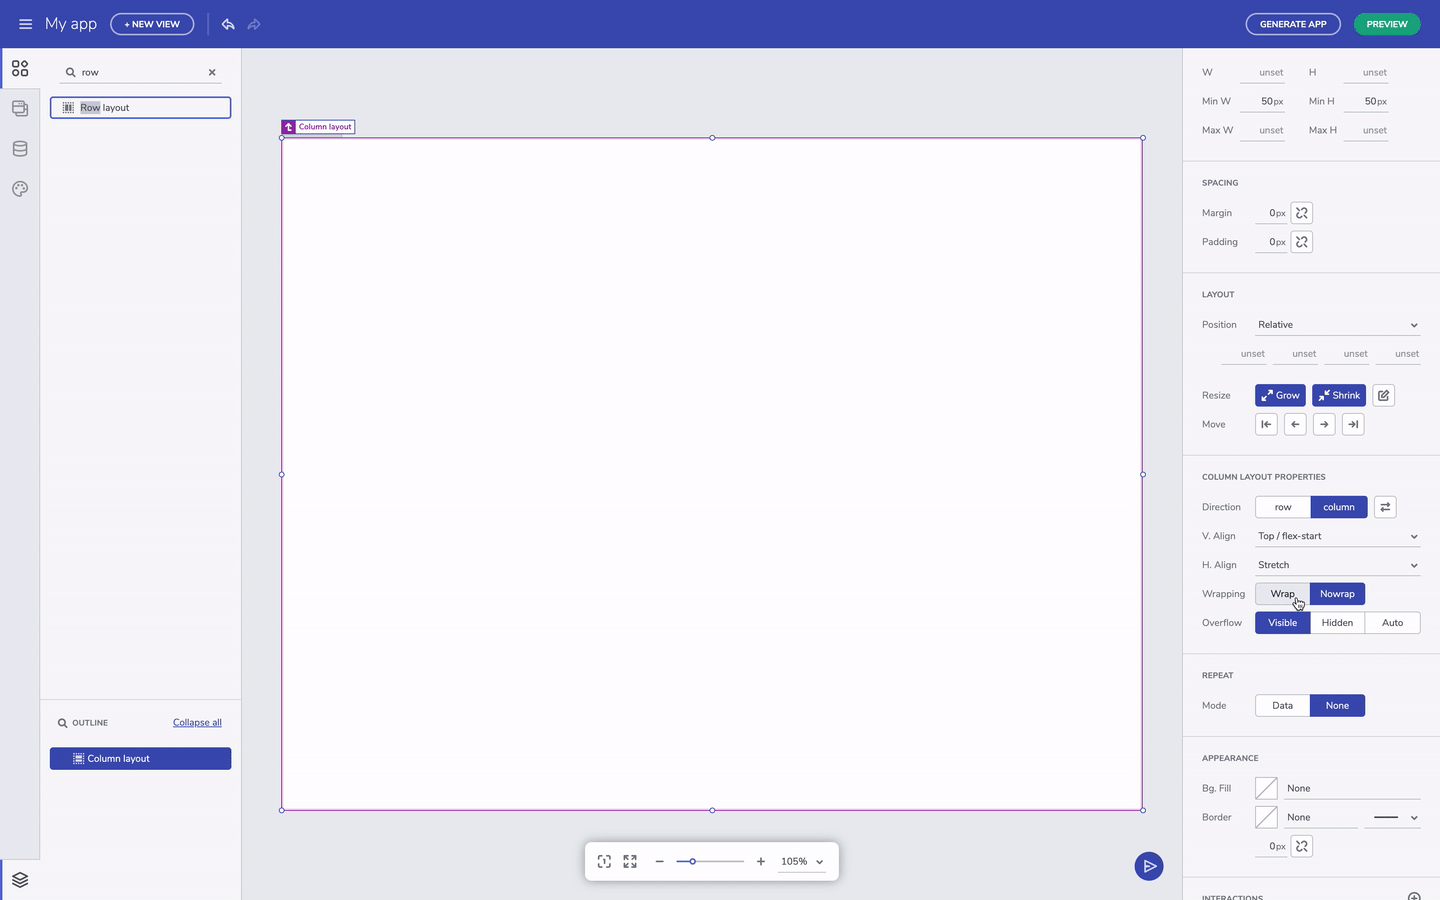 My app
+ NEW VIEW
GENERATE APP
PREVIEW
row
Row layout
OUTLINE
Collapse all
Column layout
Column layout
105%
W unset H unset
Min W 50px Min H 50px
Max W unset Max H unset
SPACING
Margin 0px
Padding 0px
LAYOUT
Position Relative
unset unset unset unset
Resize Grow Shrink
Move
COLUMN LAYOUT PROPERTIES
Direction row column
V. Align Top / flex-start
H. Align Stretch
Wrapping Wrap Nowrap
Overflow Visible Hidden Auto
REPEAT
Mode Data None
APPEARANCE
Bg. Fill None
Border None
0px
INTERACTIONS